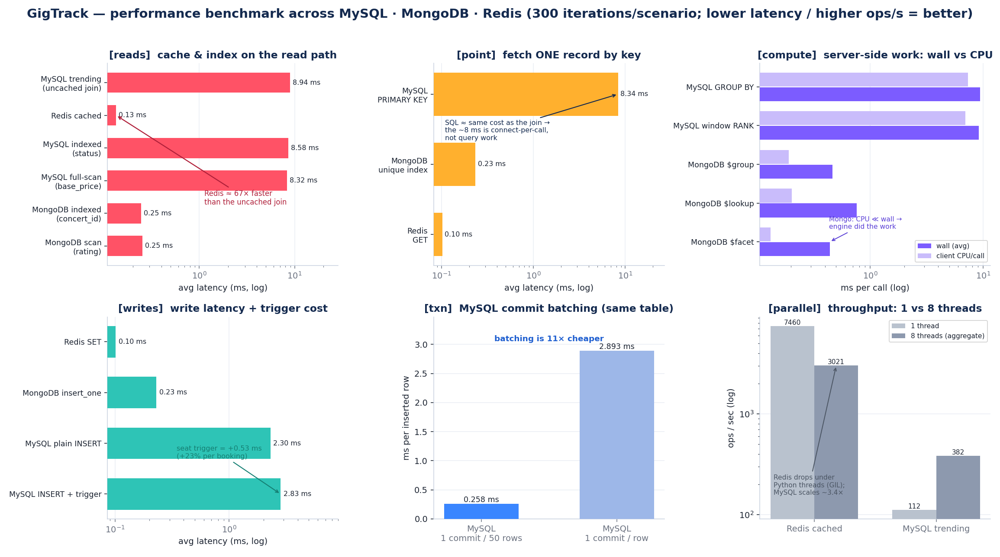 GigTrack — performance benchmark across MySQL · MongoDB · Redis (300 iterations/scenario; lower latency / higher ops/s = better)
[reads]  cache & index on the read path
MySQL trending
(uncached join)
8.94 ms
Redis cached
0.13 ms
MySQL indexed
(status)
8.58 ms
MySQL full-scan
(base_price)
8.32 ms
Redis ≈ 67× faster
than the uncached join
MongoDB indexed
(concert_id)
0.25 ms
MongoDB scan
(rating)
0.25 ms
10⁰
10¹
avg latency (ms, log)
[point]  fetch ONE record by key
MySQL
PRIMARY KEY
8.34 ms
SQL ≈ same cost as the join →
the ~8 ms is connect-per-call,
not query work
MongoDB
unique index
0.23 ms
Redis
GET
0.10 ms
10⁻¹
10⁰
10¹
avg latency (ms, log)
[compute]  server-side work: wall vs CPU
MySQL GROUP BY
MySQL window RANK
MongoDB $group
MongoDB $lookup
Mongo: CPU ≪ wall →
engine did the work
MongoDB $facet
wall (avg)
client CPU/call
10⁰
10¹
ms per call (log)
[writes]  write latency + trigger cost
Redis SET
0.10 ms
MongoDB insert_one
0.23 ms
MySQL plain INSERT
2.30 ms
seat trigger = +0.53 ms
(+23% per booking)
MySQL INSERT + trigger
2.83 ms
10⁻¹
10⁰
avg latency (ms, log)
[txn]  MySQL commit batching (same table)
batching is 11× cheaper
2.893 ms
0.258 ms
3.0
2.5
2.0
1.5
1.0
0.5
0.0
ms per inserted row
MySQL
1 commit / 50 rows
MySQL
1 commit / row
[parallel]  throughput: 1 vs 8 threads
7460
1 thread
8 threads (aggregate)
3021
10³
ops / sec (log)
382
Redis drops under
Python threads (GIL);
MySQL scales ~3.4×
112
10²
Redis cached
MySQL trending